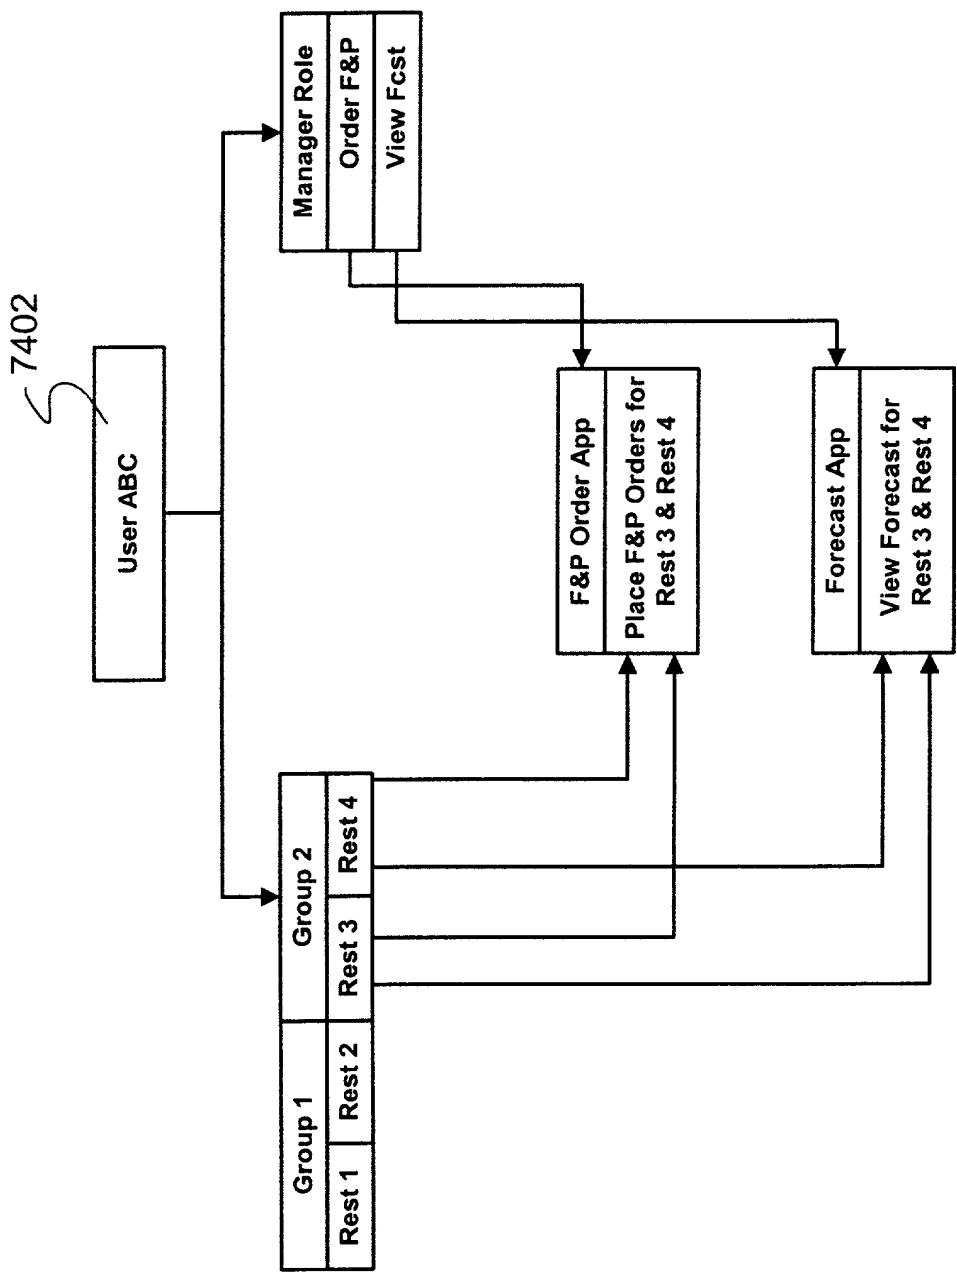 7402
User ABC
Group 1
Group 2
Rest 1
Rest 2
Rest 3
Rest 4
Manager Role
Order F&P
View Fcst
F&P Order App
Place F&P Orders for
Rest 3 & Rest 4
Forecast App
View Forecast for
Rest 3 & Rest 4